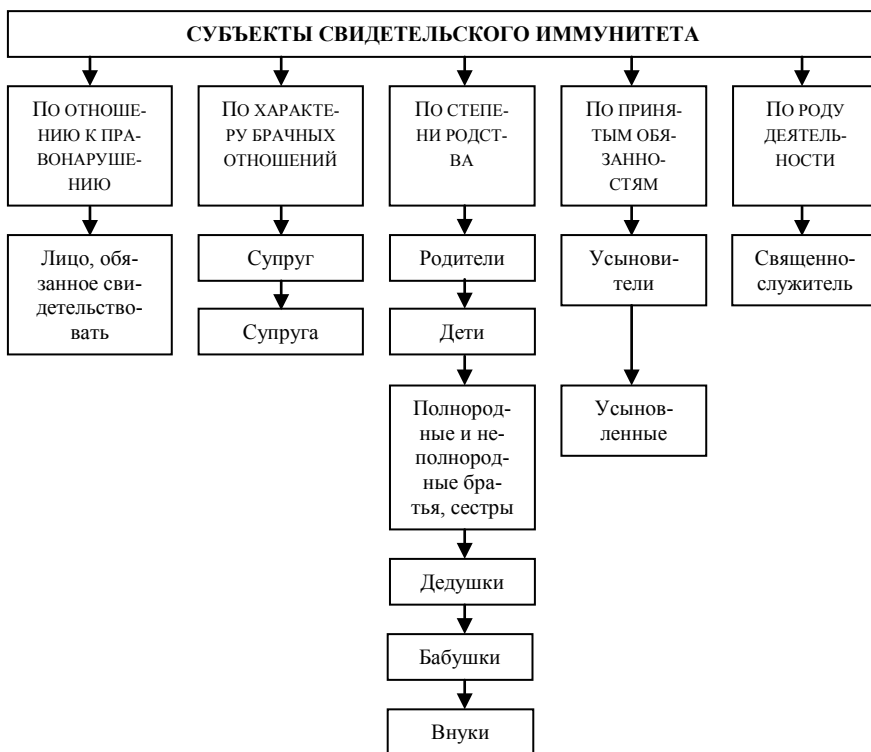 СУБЪЕКТЫ СВИДЕТЕЛЬСКОГО ИММУНИТЕТА
ПО ОТНОШЕ-
НИЮ К ПРА-
ВОНАРУШЕ-
НИЮ
ПО ХАРАКТЕ-
РУ БРАЧНЫХ
ОТНОШЕНИЙ
ПО СТЕПЕ-
НИ РОДСТ-
ВА
ПО ПРИНЯ-
ТЫМ ОБЯ-
ЗАННО-
СТЯМ
ПО РОДУ
ДЕЯТЕЛЬ-
НОСТИ
Лицо, обя-
занное сви-
детельство-
вать
Супруг
Супруга
Родители
Дети
Полнород-
ные и не-
полнород-
ные бра-
тья, сестры
Дедушки
Бабушки
Внуки
Усынови-
тели
Усынов-
ленные
Священно-
служитель